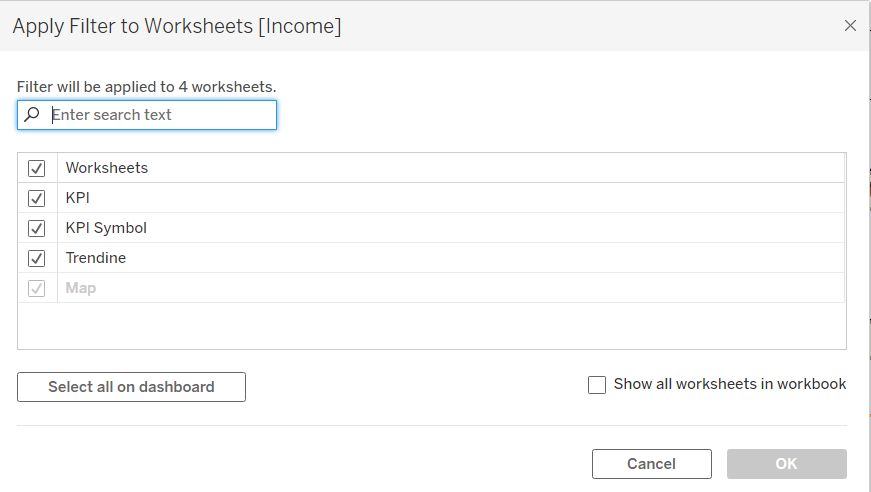 Apply Filter to Worksheets [Income]
Filter will be applied to 4 worksheets.
Enter search text
Worksheets
KPI
KPI Symbol
Trendine
Map
Select all on dashboard
Show all worksheets in workbook
Cancel
OK